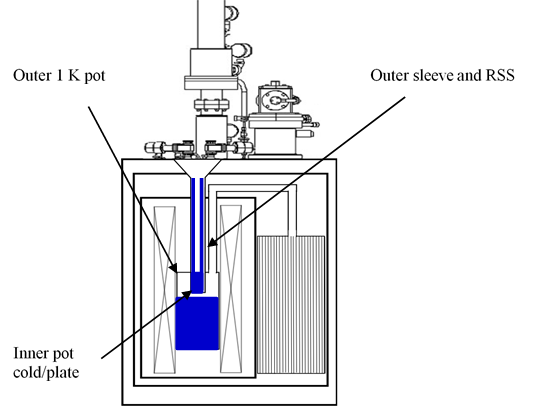 Outer 1 K pot
Outer sleeve and RSS
Inner pot
cold/plate